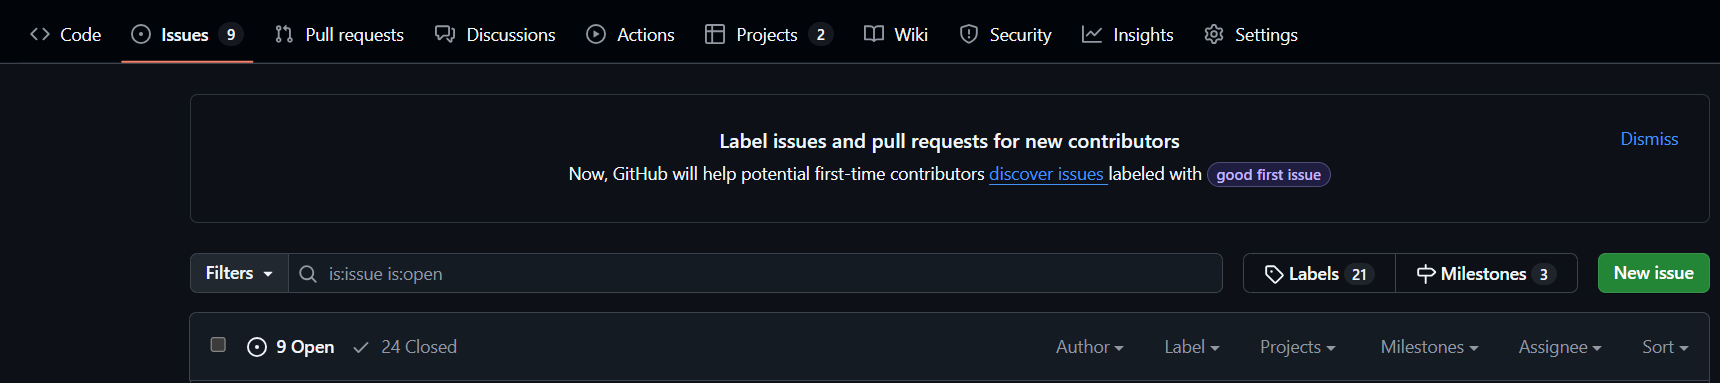 Code Issues 9 Pull requests Discussions Actions Projects 2 Wiki Security Insights Settings
Label issues and pull requests for new contributors
Dismiss
Now, GitHub will help potential first-time contributors discover issues labeled with good first issue
Filters is:issue is:open Labels 21 Milestones 3 New issue
9 Open 24 Closed Author Label Projects Milestones Assignee Sort